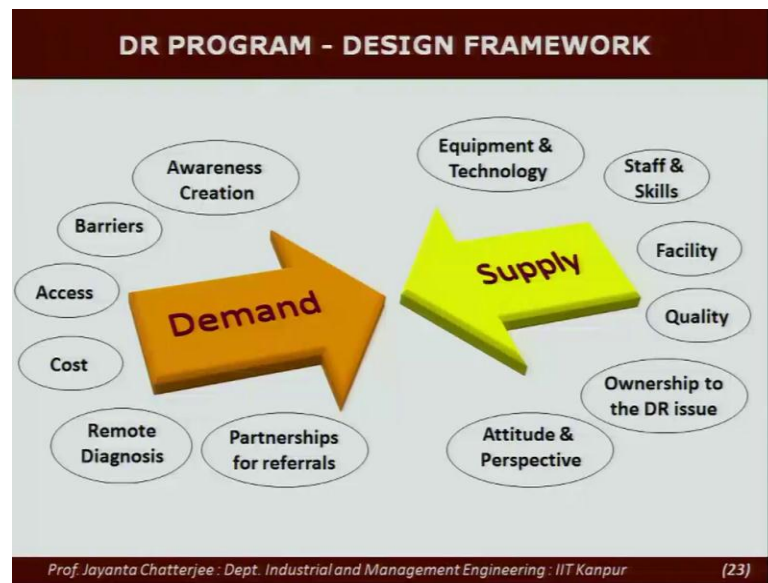 DR PROGRAM - DESIGN FRAMEWORK
Awareness
Creation
Barriers
Access
Cost
Remote
Diagnosis
Partnerships
for referrals
Demand
Supply
Equipment &
Technology
Staff &
Skills
Facility
Quality
Ownership to
the DR issue
Attitude &
Perspective
Prof. Jayanta Chatterjee : Dept. Industrial and Management Engineering : IIT Kanpur (23)